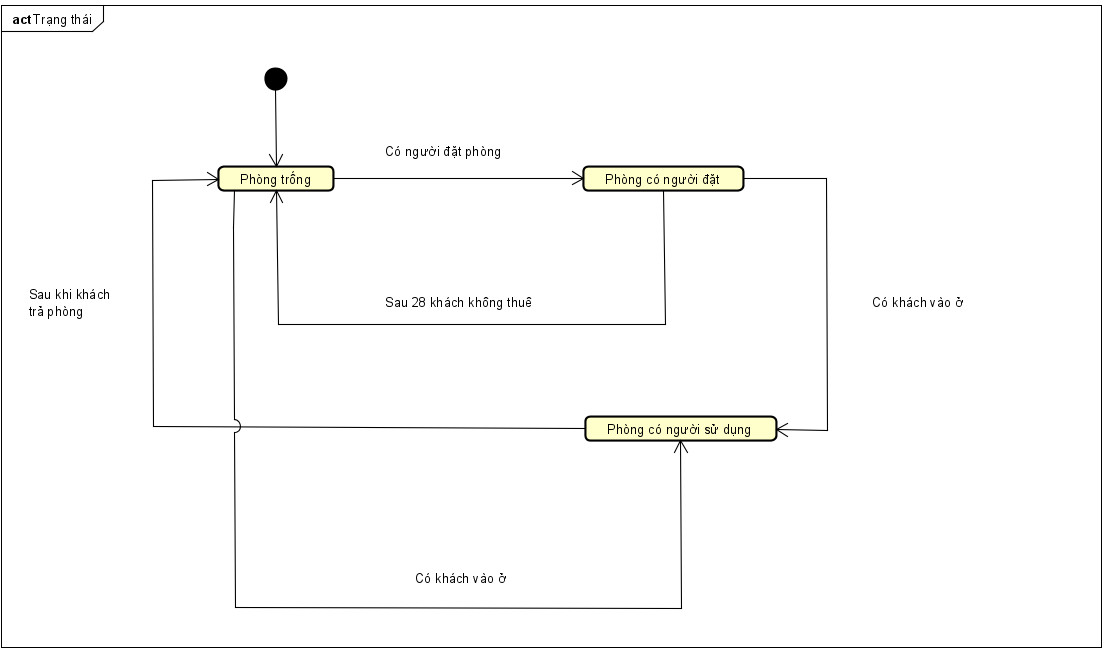 act Trạng thái
Có người đặt phòng
Phòng trống
Phòng có người đặt
Sau khi khách
trả phòng
Sau 28 khách không thuê
Có khách vào ở
Phòng có người sử dụng
Có khách vào ở